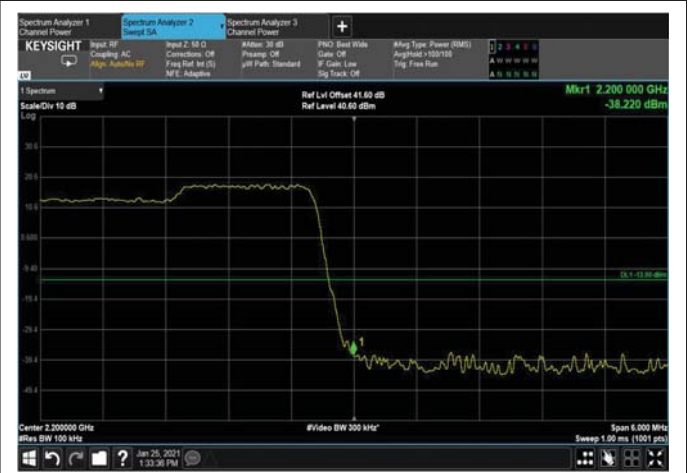 Spectrum Analyzer 1
Channel Power
Spectrum Analyzer 2
Swept SA
Spectrum Analyzer 3
Channel Power
+
KEYSIGHT
Input: RF
Coupling: AC
Align: Auto/No RF
Input Z: 50 Ω
Corrections: Off
Freq Ref: Int (S)
NFE: Adaptive
#Atten: 30 dB
Preamp: Off
µW Path: Standard
PNO: Best Wide
Gate: Off
IF Gain: Low
Sig Track: Off
#Avg Type: Power (RMS)
Avg|Hold:>100/100
Trig: Free Run
1 2 3 4 5 6
A W W W W W
A N N N N N
LXI
1 Spectrum
Scale/Div 10 dB
Log
Ref Lvl Offset 41.60 dB
Ref Level 40.60 dBm
Mkr1 2.200 000 GHz
-38.220 dBm
30.6
20.6
10.6
0.600
-9.40
DL1 -13.00 dBm
-19.4
-29.4
1
-39.4
-49.4
Center 2.200000 GHz
#Res BW 100 kHz
#Video BW 300 kHz*
Span 6.000 MHz
Sweep 1.00 ms (1001 pts)
?
Jan 25, 2021
1:33:36 PM